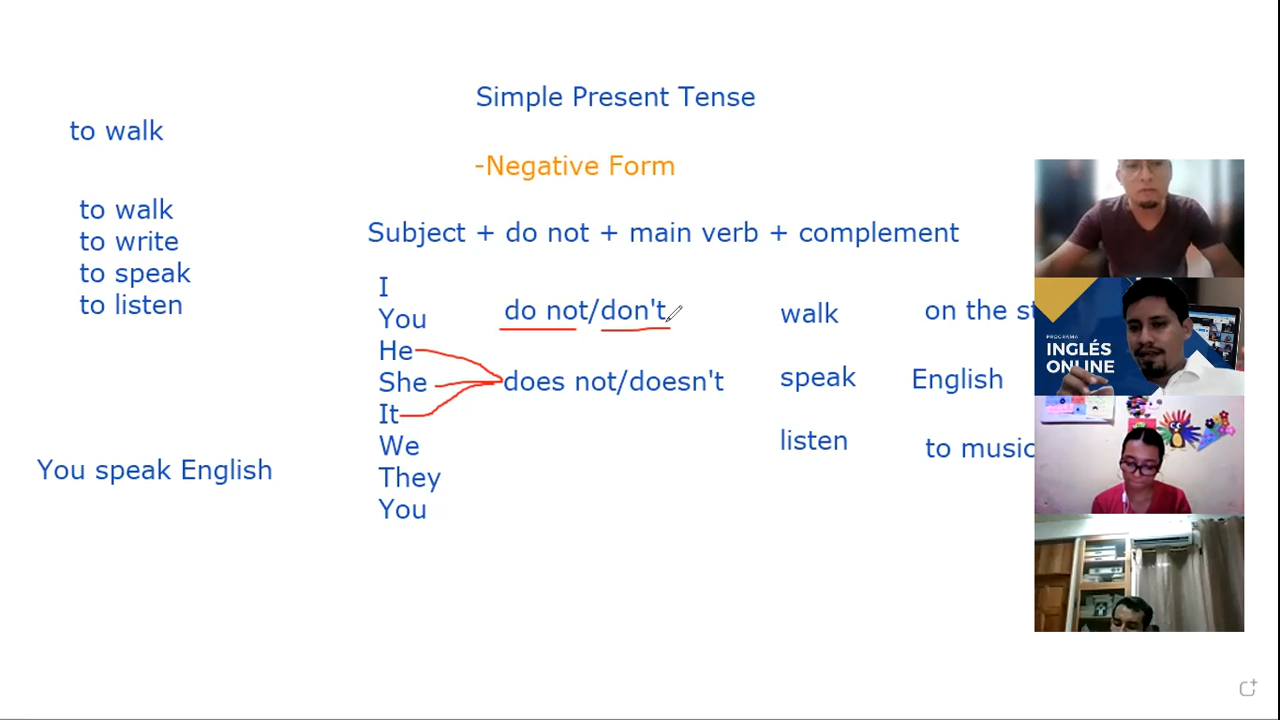 Simple Present Tense
to walk
-Negative Form
to walk
to write
to speak
to listen
Subject + do not + main verb + complement
I
You
He
She
It
We
They
You
do not/don't
does not/doesn't
walk
speak
listen
on the st
English
to music
You speak English
PROGRAMA
INGLÉS
ONLINE